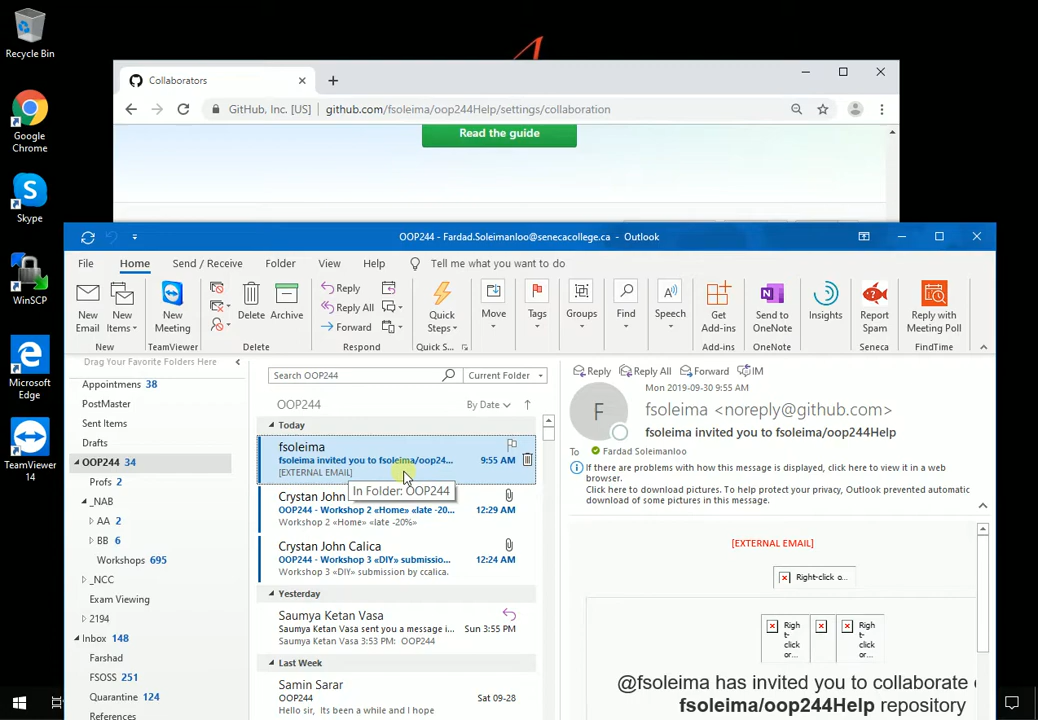 Recycle Bin
Google
Chrome
Skype
WinSCP
Microsoft
Edge
TeamViewer
14
Collaborators
GitHub, Inc. [US] | github.com/fsoleima/oop244Help/settings/collaboration
Read the guide
OOP244 - Fardad.Soleimanloo@senecacollege.ca - Outlook
File Home Send / Receive Folder View Help Tell me what you want to do
New
Email
New
Items
New
New
Meeting
TeamViewer
Delete
Archive
Delete
Reply
Reply All
Forward
Respond
Quick
Steps
Quick S...
Move
Tags
Groups
Find
Speech
Get
Add-ins
Add-ins
Send to
OneNote
OneNote
Insights
Report
Spam
Seneca
Reply with
Meeting Poll
FindTime
Drag Your Favorite Folders Here
Appointmens 38
PostMaster
Sent Items
Drafts
OOP244 34
Profs 2
_NAB
AA 2
BB 6
Workshops 695
_NCC
Exam Viewing
2194
Inbox 148
Farshad
FSOSS 251
Quarantine 124
References
Search OOP244
Current Folder
OOP244
By Date
Today
fsoleima
fsoleima invited you to fsoleima/oop24... 9:55 AM
[EXTERNAL EMAIL]
In Folder: OOP244
Crystan John
OOP244 - Workshop 2 «Home» «late -20... 12:29 AM
Workshop 2 «Home» «late -20%»
Crystan John Calica
OOP244 - Workshop 3 «DIY» submissio... 12:24 AM
Workshop 3 «DIY» submission by ccalica.
Yesterday
Saumya Ketan Vasa
Saumya Ketan Vasa sent you a message i... Sun 3:55 PM
Saumya Ketan Vasa 3:53 PM: OOP244
Last Week
Samin Sarar
OOP244 Sat 09-28
Hello sir, Its been a while and I hope
Reply Reply All Forward IM
Mon 2019-09-30 9:55 AM
F
fsoleima <noreply@github.com>
fsoleima invited you to fsoleima/oop244Help
To Fardad Soleimanloo
If there are problems with how this message is displayed, click here to view it in a web
browser.
Click here to download pictures. To help protect your privacy, Outlook prevented automatic
download of some pictures in this message.
[EXTERNAL EMAIL]
Right-click o...
Righ
t-
click
or...
Righ
t-
click
or...
@fsoleima has invited you to collaborate
fsoleima/oop244Help repository